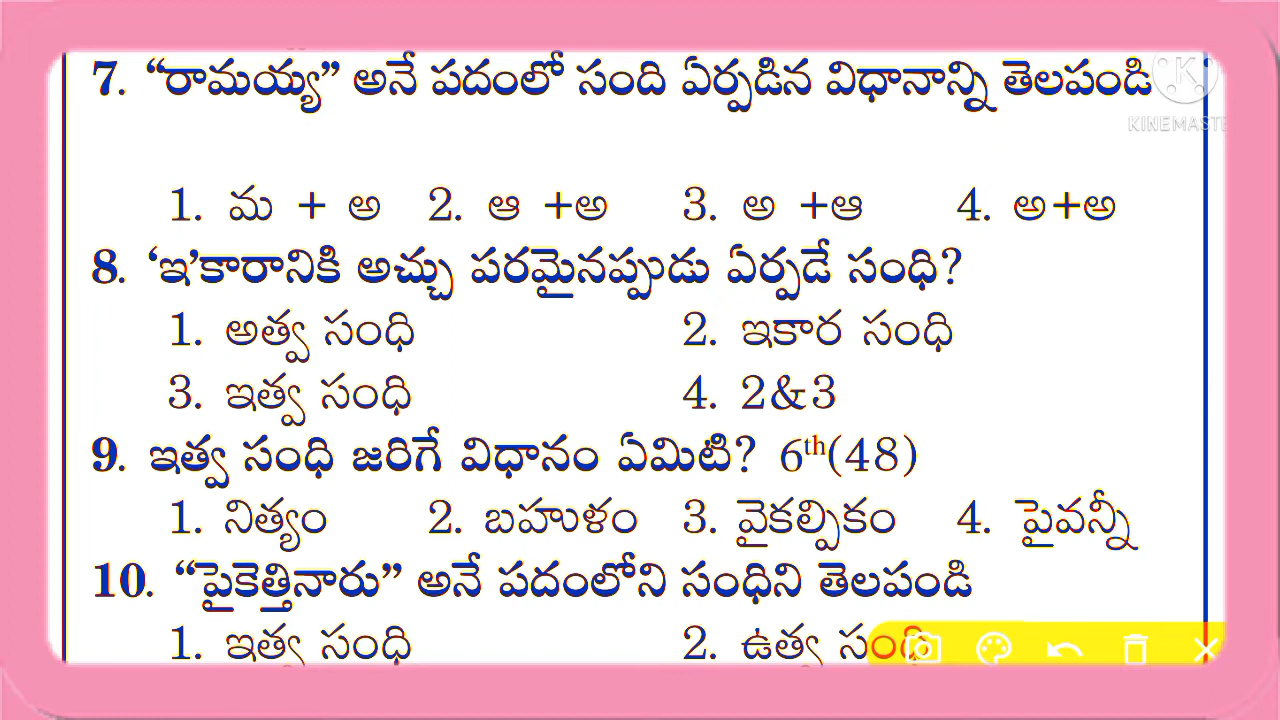 7. “రామయ్య” అనే పదంలో సంది ఏర్పడిన విధానాన్ని తెలపండి
KINEMASTE
1. మ + అ 2. ఆ +అ 3. అ +ఆ 4. అ+అ
8. ‘ఇ’కారానికి అచ్చు పరమైనప్పుడు ఏర్పడే సంధి?
1. అత్వ సంధి 2. ఇకార సంధి
3. ఇత్వ సంధి 4. 2&3
9. ఇత్వ సంధి జరిగే విధానం ఏమిటి? 6th(48)
1. నిత్యం 2. బహుళం 3. వైకల్పికం 4. పైవన్నీ
10. “పైకెత్తినారు” అనే పదంలోని సంధిని తెలపండి
1. ఇత్వ సంధి 2. ఉత్వ సంధి